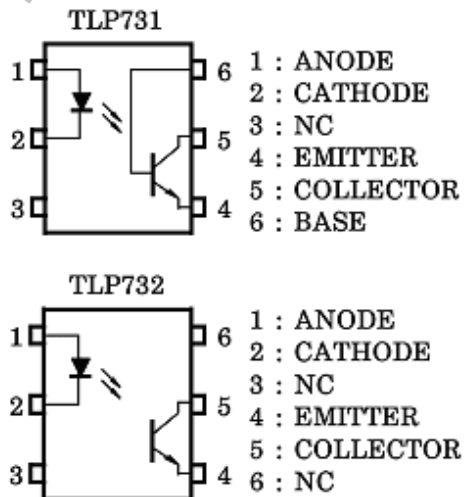 TLP731
1 6 1 : ANODE
2 : CATHODE
2 5 3 : NC
4 : EMITTER
3 4 5 : COLLECTOR
6 : BASE
TLP732
1 6 1 : ANODE
2 : CATHODE
2 5 3 : NC
4 : EMITTER
3 4 5 : COLLECTOR
6 : NC